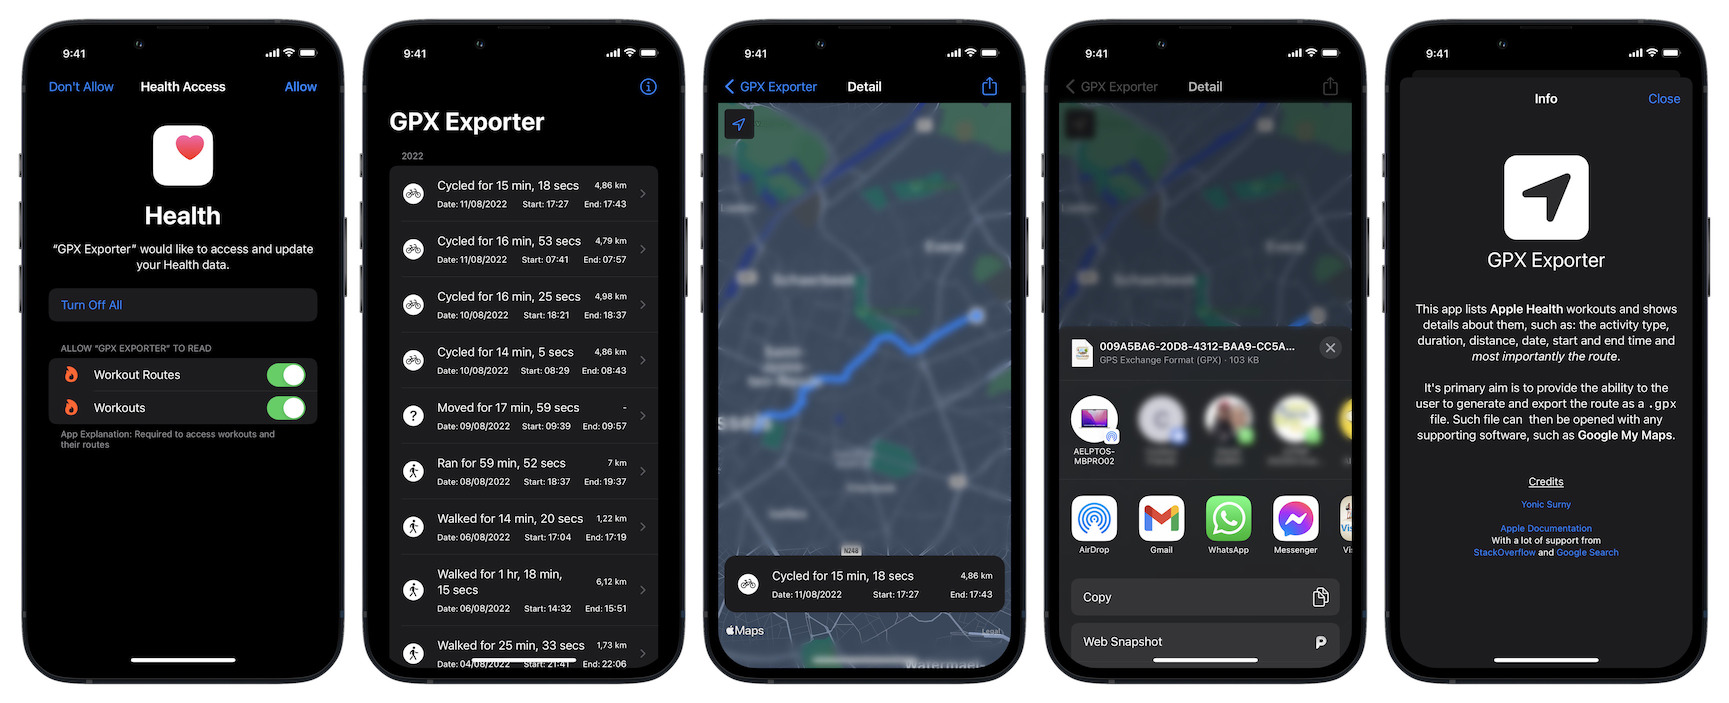 9:41
Don't Allow Health Access Allow
Health
“GPX Exporter” would like to access and update
your Health data.
Turn Off All
ALLOW “GPX EXPORTER” TO READ
Workout Routes
Workouts
App Explanation: Required to access workouts and
their routes
9:41
GPX Exporter
2022
Cycled for 15 min, 18 secs 4,86 km
Date: 11/08/2022 Start: 17:27 End: 17:43
Cycled for 16 min, 53 secs 4,79 km
Date: 11/08/2022 Start: 07:41 End: 07:57
Cycled for 16 min, 25 secs 4,98 km
Date: 10/08/2022 Start: 18:21 End: 18:37
Cycled for 14 min, 5 secs 4,86 km
Date: 10/08/2022 Start: 08:29 End: 08:43
Moved for 17 min, 59 secs -
Date: 09/08/2022 Start: 09:39 End: 09:57
Ran for 59 min, 52 secs 7 km
Date: 08/08/2022 Start: 18:37 End: 19:37
Walked for 14 min, 20 secs 1,22 km
Date: 06/08/2022 Start: 17:04 End: 17:19
Walked for 1 hr, 18 min,
15 secs 6,12 km
Date: 06/08/2022 Start: 14:32 End: 15:51
Walked for 25 min, 33 secs 1,73 km
Date: 04/08/2022 Start: 21:41 End: 22:06
9:41
GPX Exporter Detail
N248
Cycled for 15 min, 18 secs 4,86 km
Date: 11/08/2022 Start: 17:27 End: 17:43
Maps Legal
9:41
GPX Exporter Detail
009A5BA6-20D8-4312-BAA9-CC5A...
GPS Exchange Format (GPX) · 103 KB
AELPTOS-
MBPRO02
AirDrop Gmail WhatsApp Messenger
Copy
Web Snapshot
9:41
Info Close
GPX Exporter
This app lists Apple Health workouts and shows
details about them, such as: the activity type,
duration, distance, date, start and end time and
most importantly the route.
It's primary aim is to provide the ability to the
user to generate and export the route as a .gpx
file. Such file can then be opened with any
supporting software, such as Google My Maps.
Credits
Yonic Surny
Apple Documentation
With a lot of support from
StackOverflow and Google Search